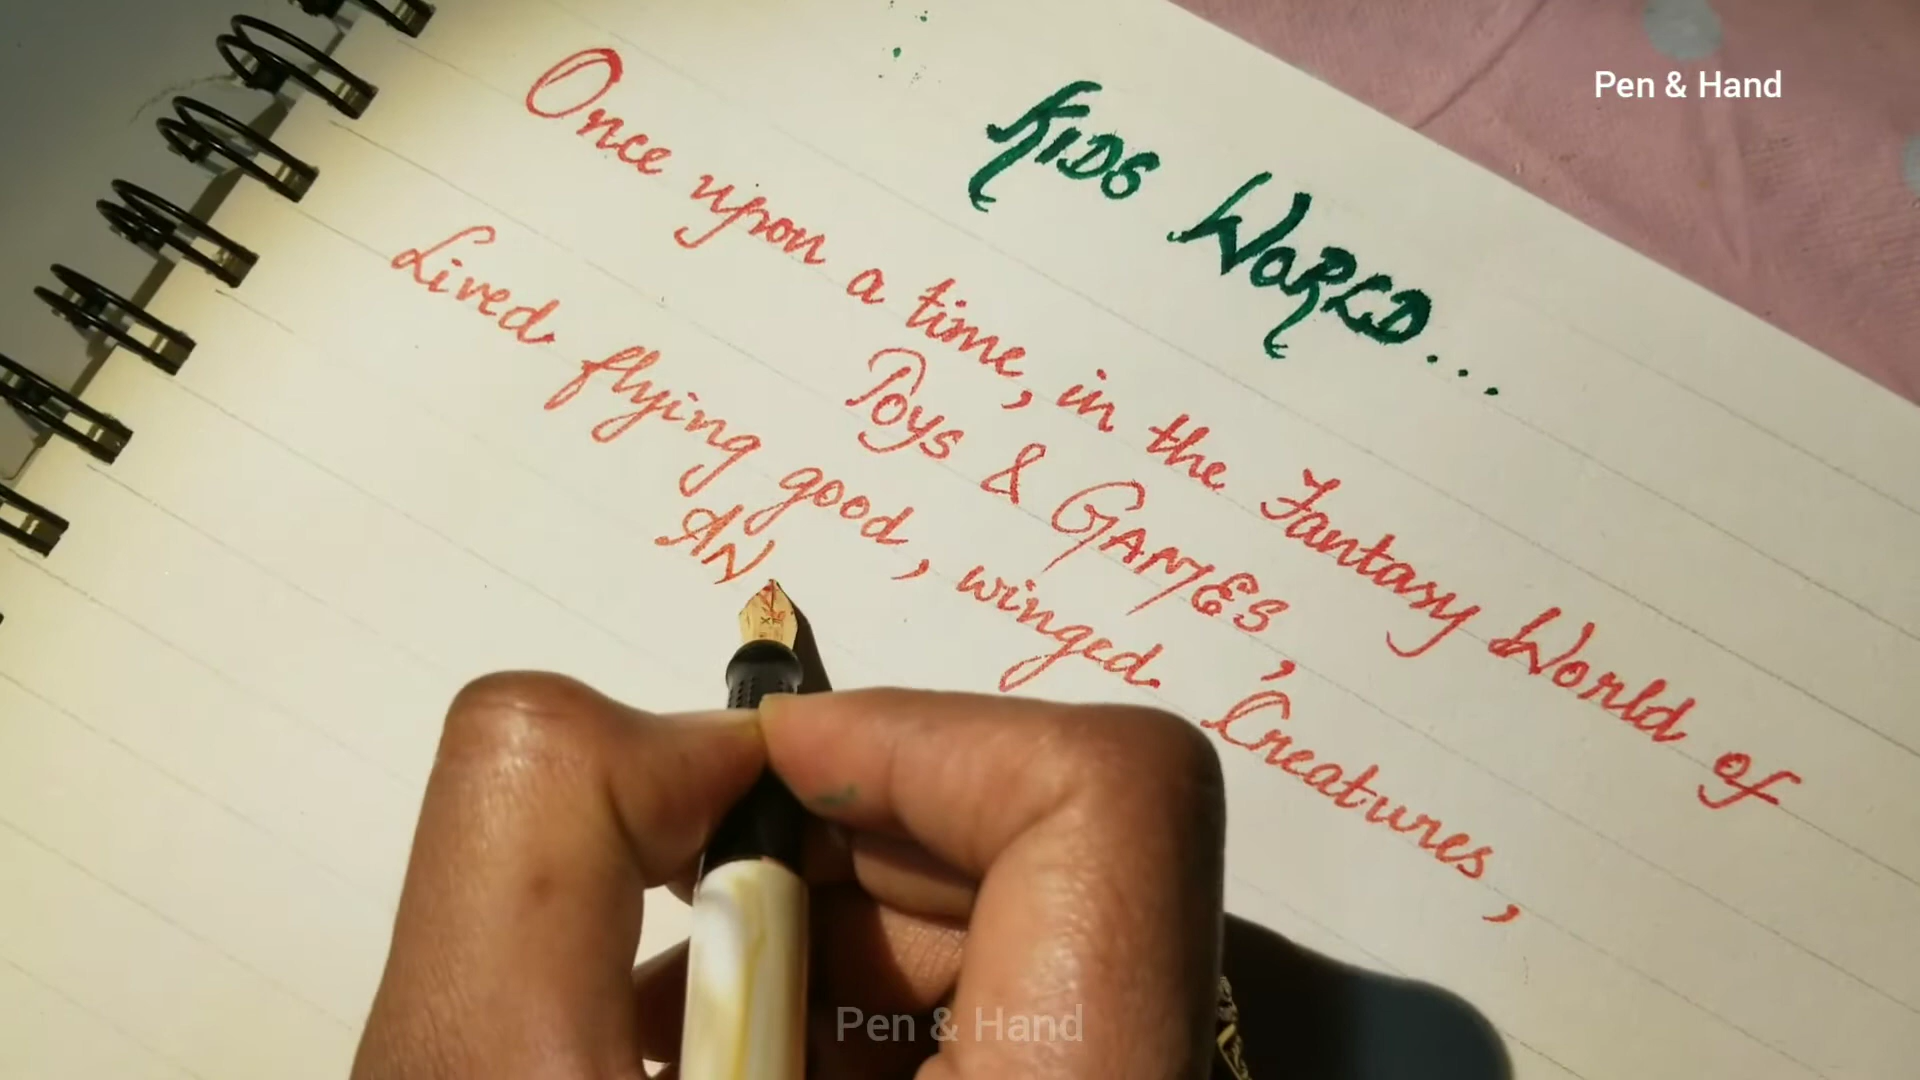 Pen & Hand
KIDS WORLD...
Once upon a time, in the Fantasy World of
Toys & GAMES,
Lived flying good, winged Creatures,
AN
Pen & Hand